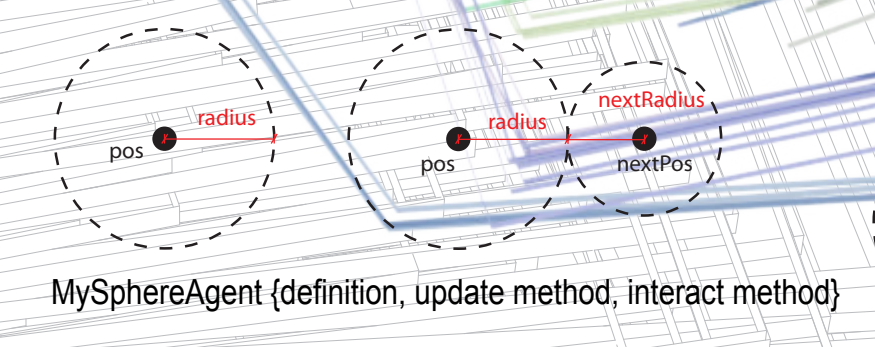 radius
pos
radius
pos
nextRadius
nextPos
MySphereAgent {definition, update method, interact method}